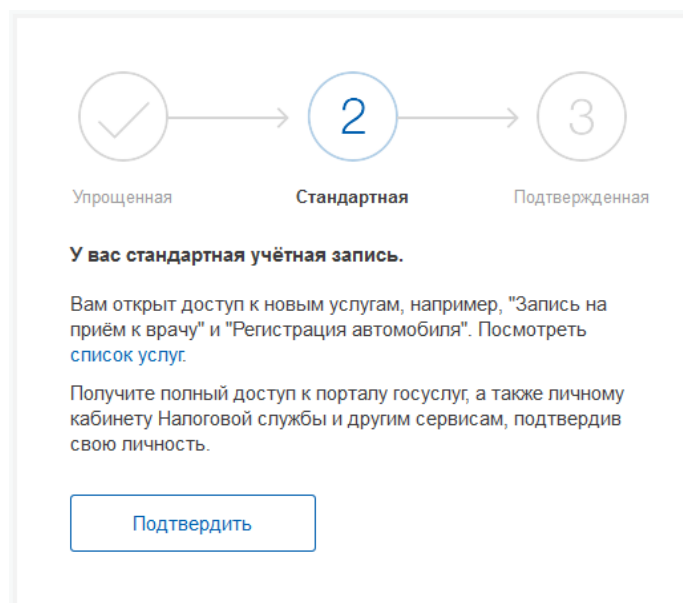 2
3
Упрощенная
Стандартная
Подтвержденная
У вас стандартная учётная запись.
Вам открыт доступ к новым услугам, например, "Запись на
приём к врачу" и "Регистрация автомобиля". Посмотреть
список услуг.
Получите полный доступ к порталу госуслуг, а также личному
кабинету Налоговой службы и другим сервисам, подтвердив
свою личность.
Подтвердить